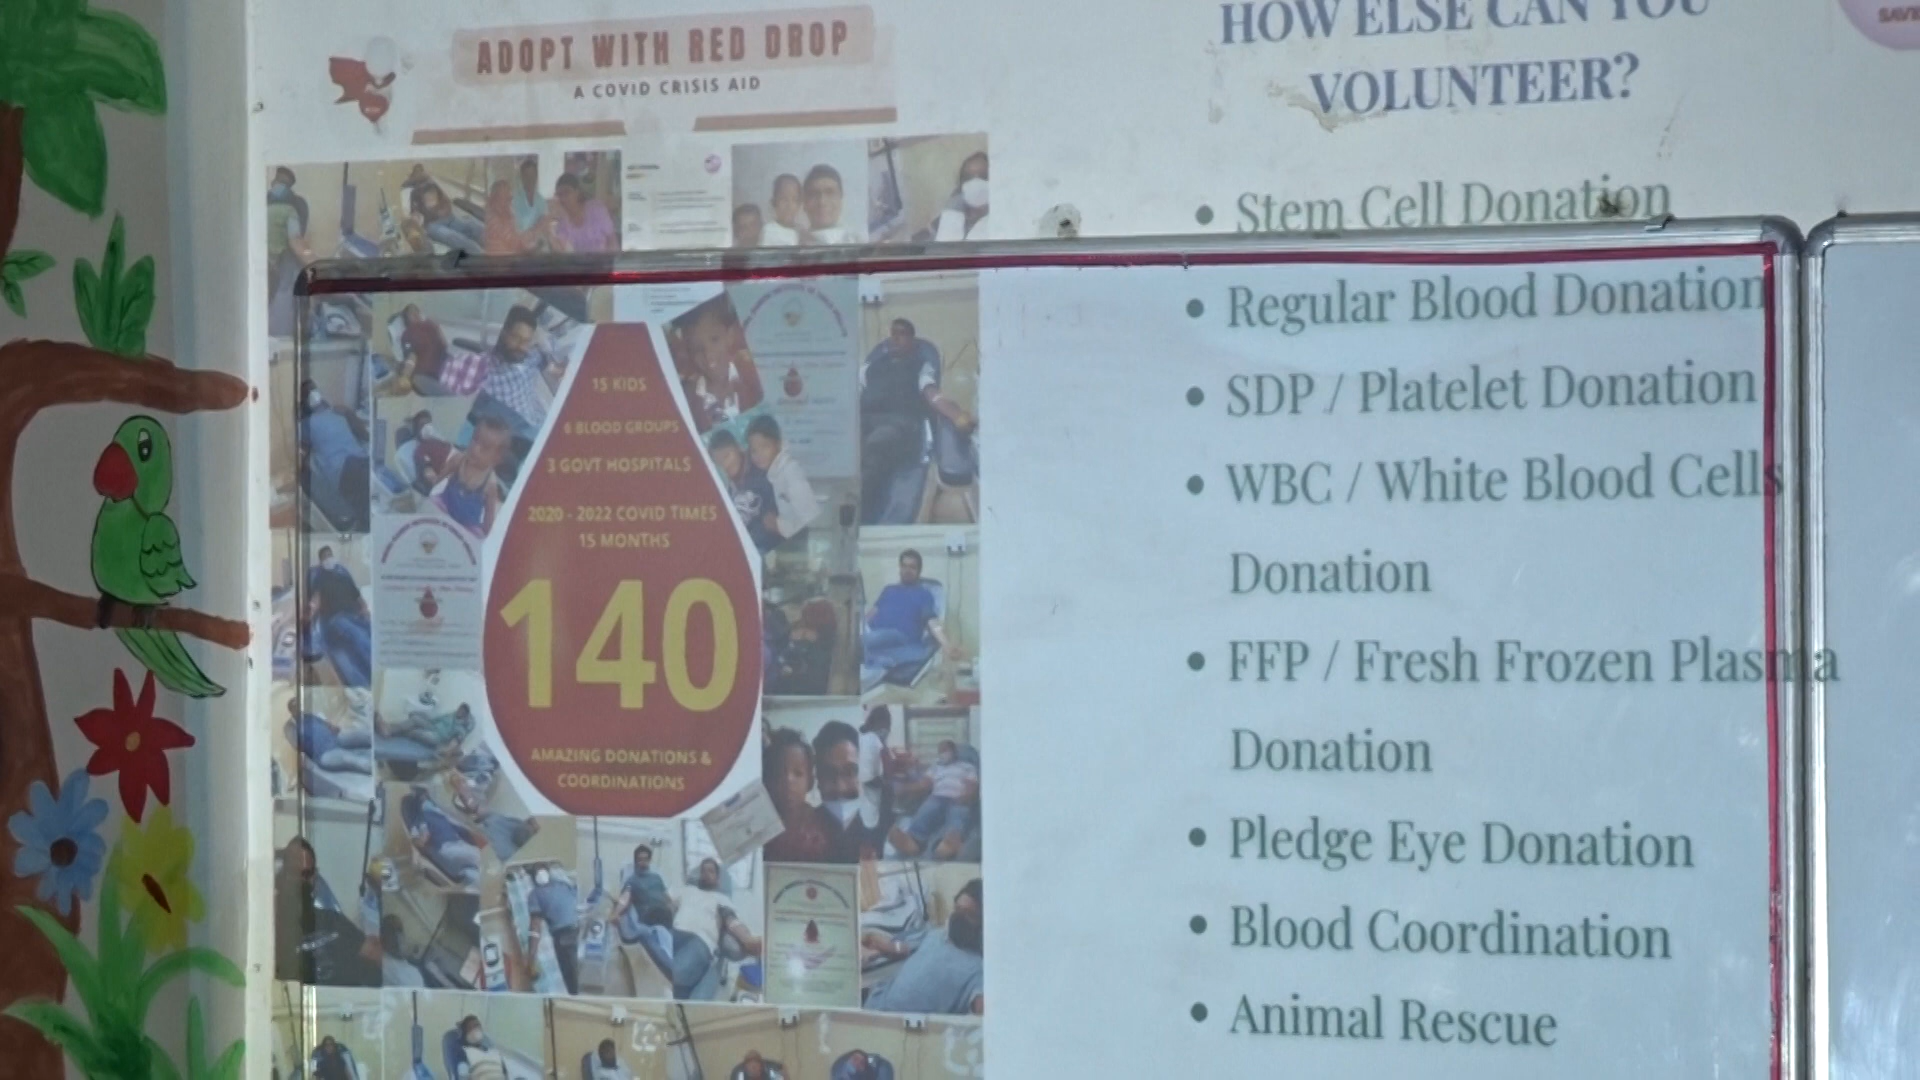 ADOPT WITH RED DROP
A COVID CRISIS AID
15 KIDS
6 BLOOD GROUPS
3 GOVT HOSPITALS
2020 - 2022 COVID TIMES
15 MONTHS
140
AMAZING DONATIONS &
COORDINATIONS
HOW ELSE CAN YOU
VOLUNTEER?
• Stem Cell Donation
• Regular Blood Donation
• SDP / Platelet Donation
• WBC / White Blood Cells
Donation
• FFP / Fresh Frozen Plasma
Donation
• Pledge Eye Donation
• Blood Coordination
• Animal Rescue